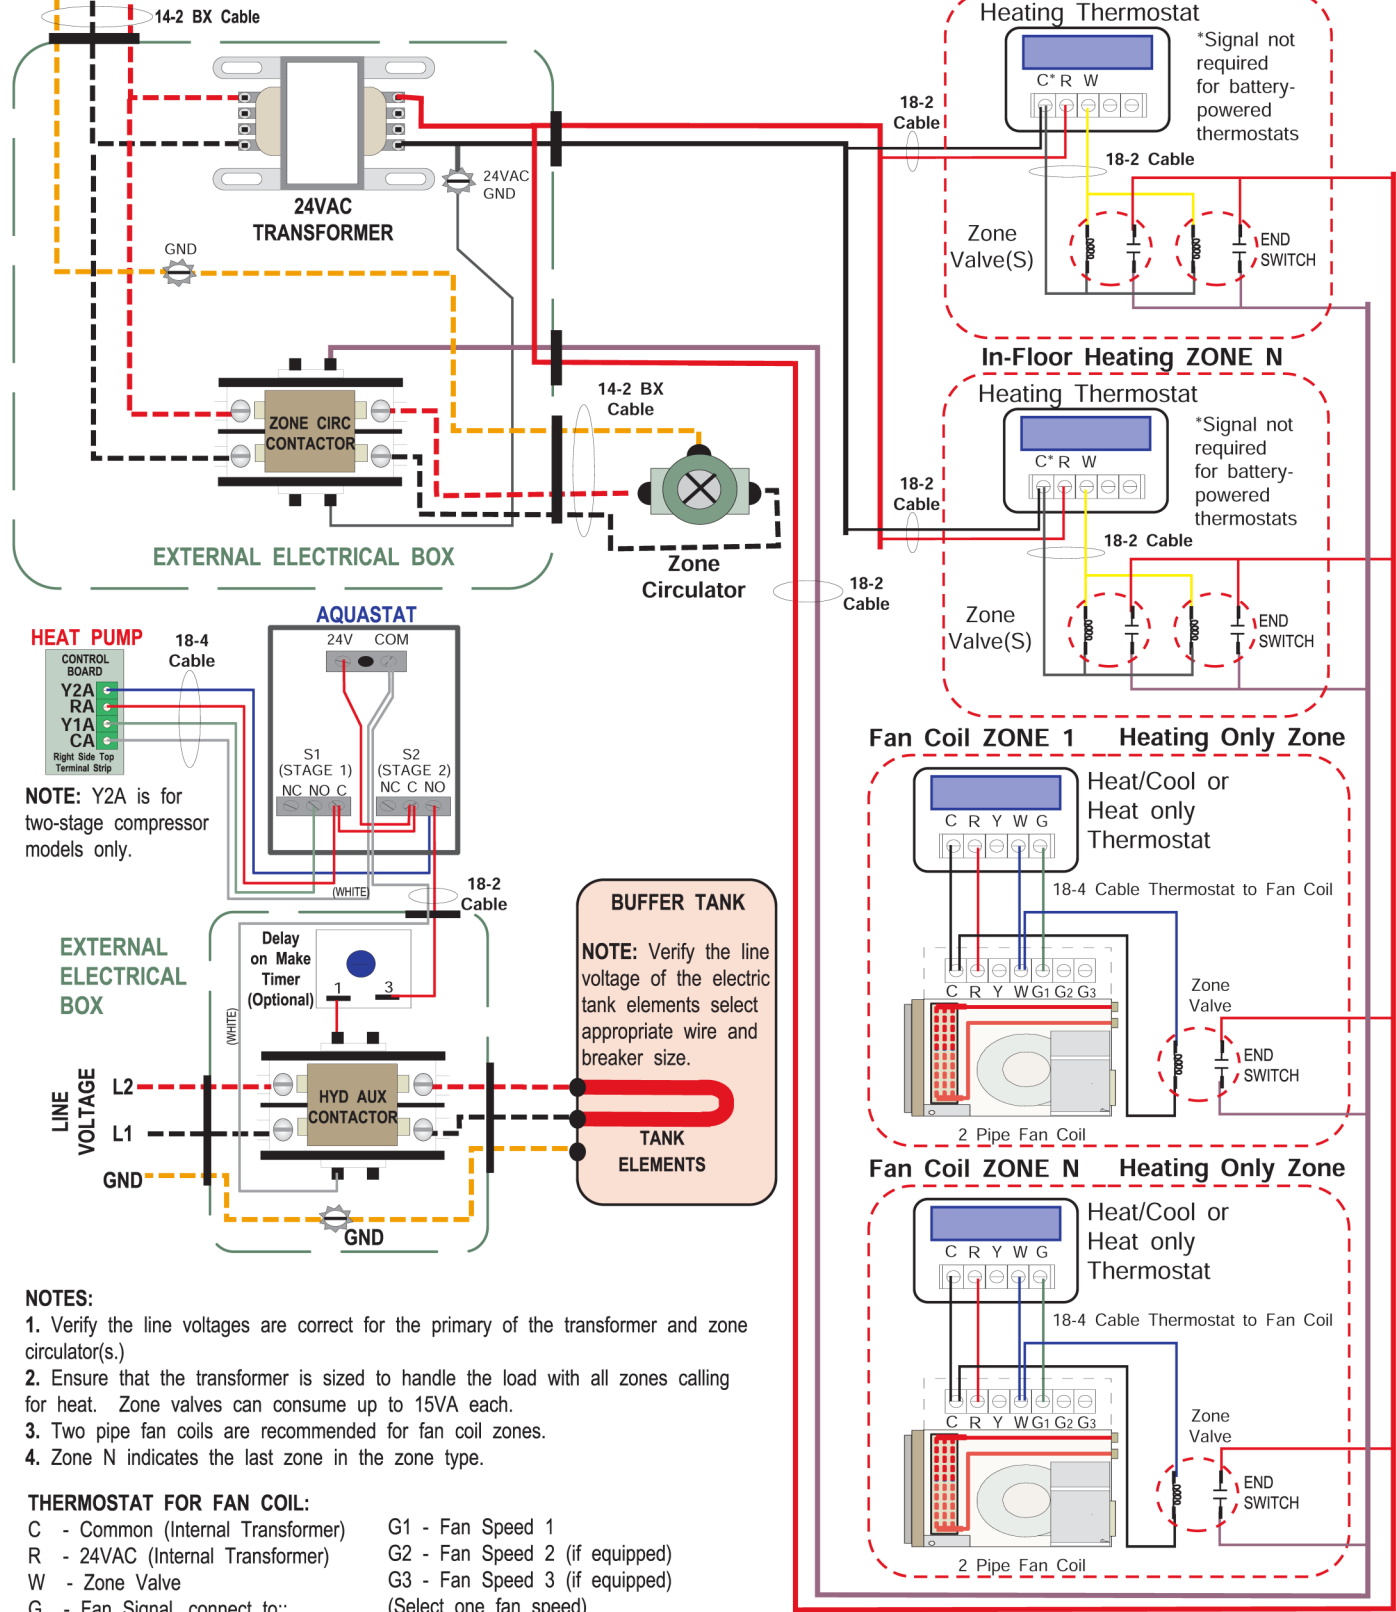 14-2 BX Cable
24VAC
TRANSFORMER
24VAC
GND
GND
ZONE CIRC
CONTACTOR
EXTERNAL ELECTRICAL BOX
14-2 BX
Cable
Zone
Circulator
18-2
Cable
Heating Thermostat
C* R W
*Signal not
required
for battery-
powered
thermostats
18-2
Cable
18-2 Cable
Zone
Valve(S)
END
SWITCH
In-Floor Heating ZONE N
Heating Thermostat
C* R W
*Signal not
required
for battery-
powered
thermostats
18-2
Cable
18-2 Cable
Zone
Valve(S)
END
SWITCH
HEAT PUMP
CONTROL
BOARD
Y2A
RA
Y1A
CA
Right Side Top
Terminal Strip
18-4
Cable
NOTE: Y2A is for
two-stage compressor
models only.
AQUASTAT
24V COM
S1
(STAGE 1)
NC NO C
S2
(STAGE 2)
NC C NO
(WHITE)
18-2
Cable
EXTERNAL
ELECTRICAL
BOX
Delay
on Make
Timer
(Optional)
1 3
(WHITE)
LINE
VOLTAGE
L2
L1
GND
HYD AUX
CONTACTOR
GND
BUFFER TANK
NOTE: Verify the line
voltage of the electric
tank elements select
appropriate wire and
breaker size.
TANK
ELEMENTS
Fan Coil ZONE 1 Heating Only Zone
Heat/Cool or
Heat only
Thermostat
C R Y W G
18-4 Cable Thermostat to Fan Coil
C R Y W G1 G2 G3
Zone
Valve
END
SWITCH
2 Pipe Fan Coil
Fan Coil ZONE N Heating Only Zone
Heat/Cool or
Heat only
Thermostat
C R Y W G
18-4 Cable Thermostat to Fan Coil
C R Y W G1 G2 G3
Zone
Valve
END
SWITCH
2 Pipe Fan Coil
NOTES:
1. Verify the line voltages are correct for the primary of the transformer and zone
circulator(s.)
2. Ensure that the transformer is sized to handle the load with all zones calling
for heat. Zone valves can consume up to 15VA each.
3. Two pipe fan coils are recommended for fan coil zones.
4. Zone N indicates the last zone in the zone type.
THERMOSTAT FOR FAN COIL:
C - Common (Internal Transformer)
R - 24VAC (Internal Transformer)
W - Zone Valve
G - Fan Signal, connect to::
G1 - Fan Speed 1
G2 - Fan Speed 2 (if equipped)
G3 - Fan Speed 3 (if equipped)
(Select one fan speed)